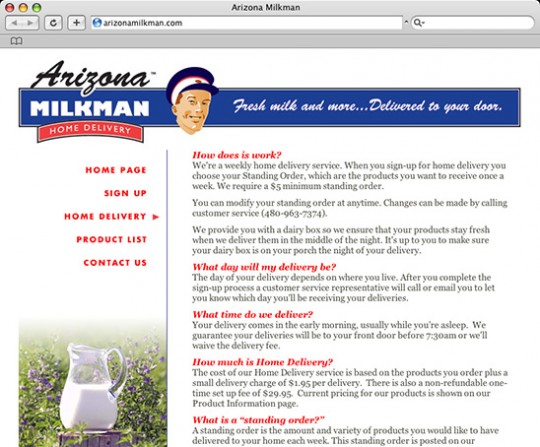 Arizona Milkman
arizonamilkman.com
Arizona™
MILKMAN
HOME DELIVERY
Fresh milk and more...Delivered to your door.
HOME PAGE
SIGN UP
HOME DELIVERY
PRODUCT LIST
CONTACT US
How does is work?
We're a weekly home delivery service. When you sign-up for home delivery you
choose your Standing Order, which are the products you want to receive once a
week. We require a $5 minimum standing order.
You can modify your standing order at anytime. Changes can be made by calling
customer service (480-963-7374).
We provide you with a dairy box so we ensure that your products stay fresh
when we deliver them in the middle of the night. It's up to you to make sure
your dairy box is on your porch the night of your delivery.
What day will my delivery be?
The day of your delivery depends on where you live. After you complete the
sign-up process a customer service representative will call or email you to let
you know which day you'll be receiving your deliveries.
What time do we deliver?
Your delivery comes in the early morning, usually while you're asleep. We
guarantee your deliveries will be to your front door before 7:30am or we'll
waive the delivery fee.
How much is Home Delivery?
The cost of our Home Delivery service is based on the products you order plus a
small delivery charge of $1.95 per delivery. There is also a non-refundable one-
time set up fee of $29.95. Current pricing for our products is shown on our
Product Information page.
What is a "standing order?"
A standing order is the amount and variety of products you would like to have
delivered to your home each week. This standing order is posted on our